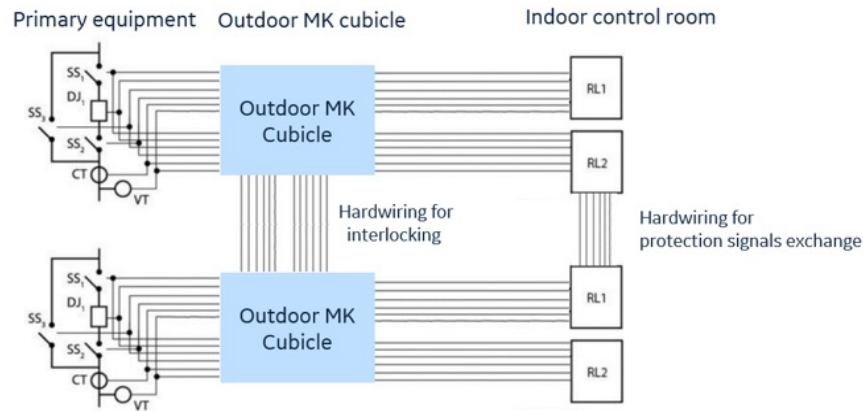 Primary equipment
Outdoor MK cubicle
Indoor control room
SS₁
DJ₁
SS₃
SS₂
CT
VT
Outdoor MK
Cubicle
RL1
RL2
Hardwiring for
interlocking
Hardwiring for
protection signals exchange
SS₁
DJ₁
SS₃
SS₂
CT
VT
Outdoor MK
Cubicle
RL1
RL2